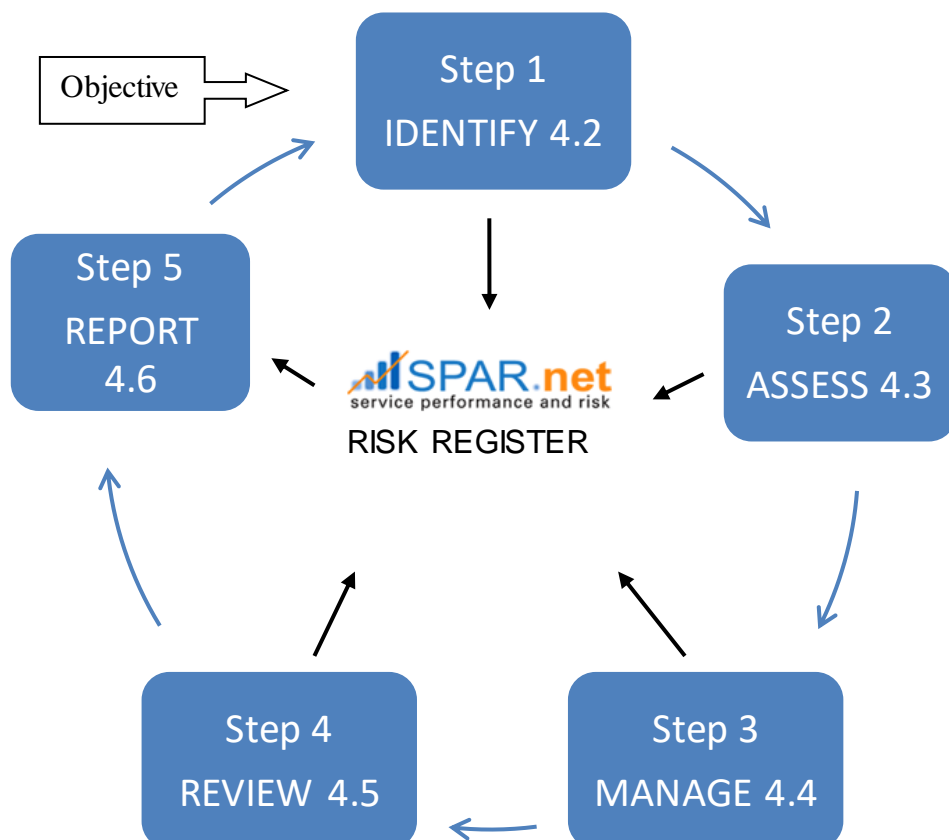 Objective
Step 1
IDENTIFY 4.2
Step 2
ASSESS 4.3
Step 3
MANAGE 4.4
Step 4
REVIEW 4.5
Step 5
REPORT
4.6
SPAR.net
service performance and risk
RISK REGISTER